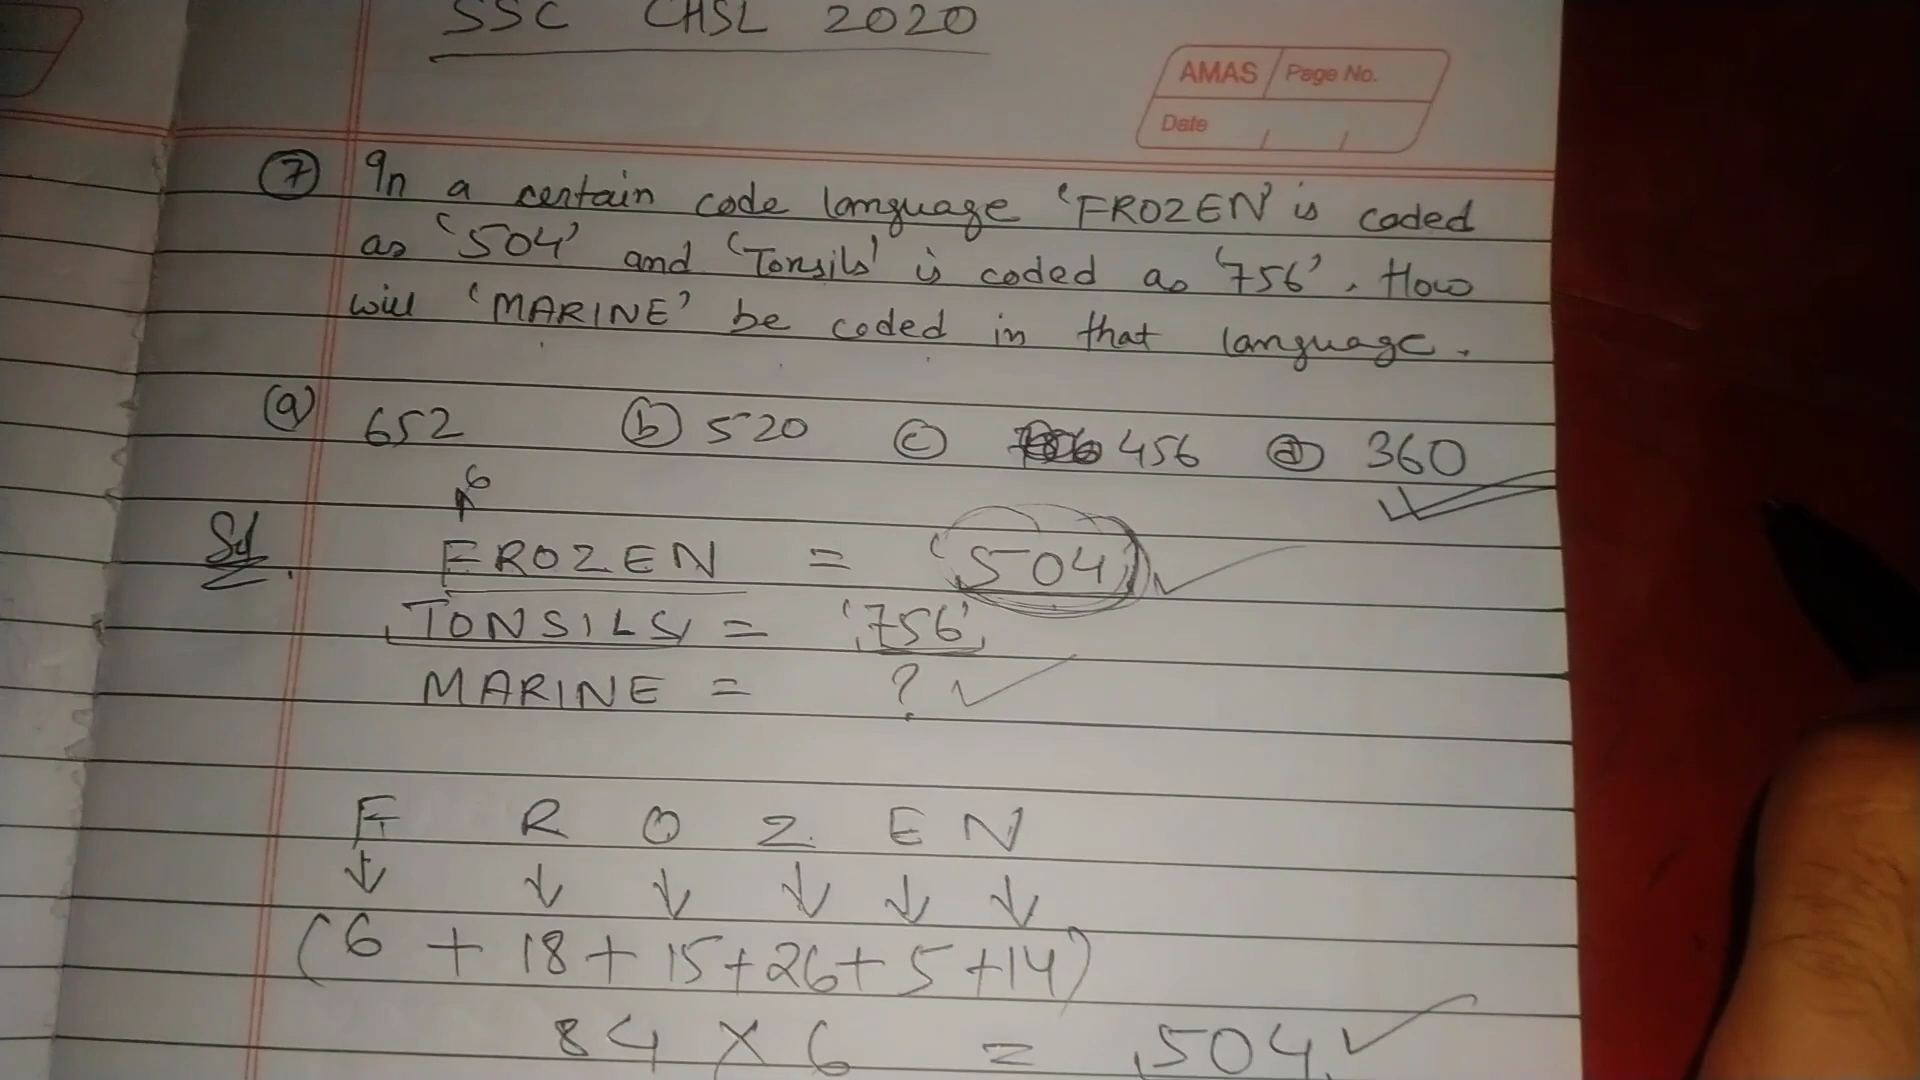 SSC CHSL 2020
AMAS Page No.
Date
7 In a certain code language 'FROZEN' is coded
as '504' and 'Tonsils' is coded as '756'. How
will 'MARINE' be coded in that language.
(a) 652 (b) 520 (c) 456 (d) 360
6
Sol. FROZEN = '504'
TONSILS = '756'
MARINE = ?
F R O Z E N
(6 + 18 + 15 + 26 + 5 + 14)
84 × 6 = 504